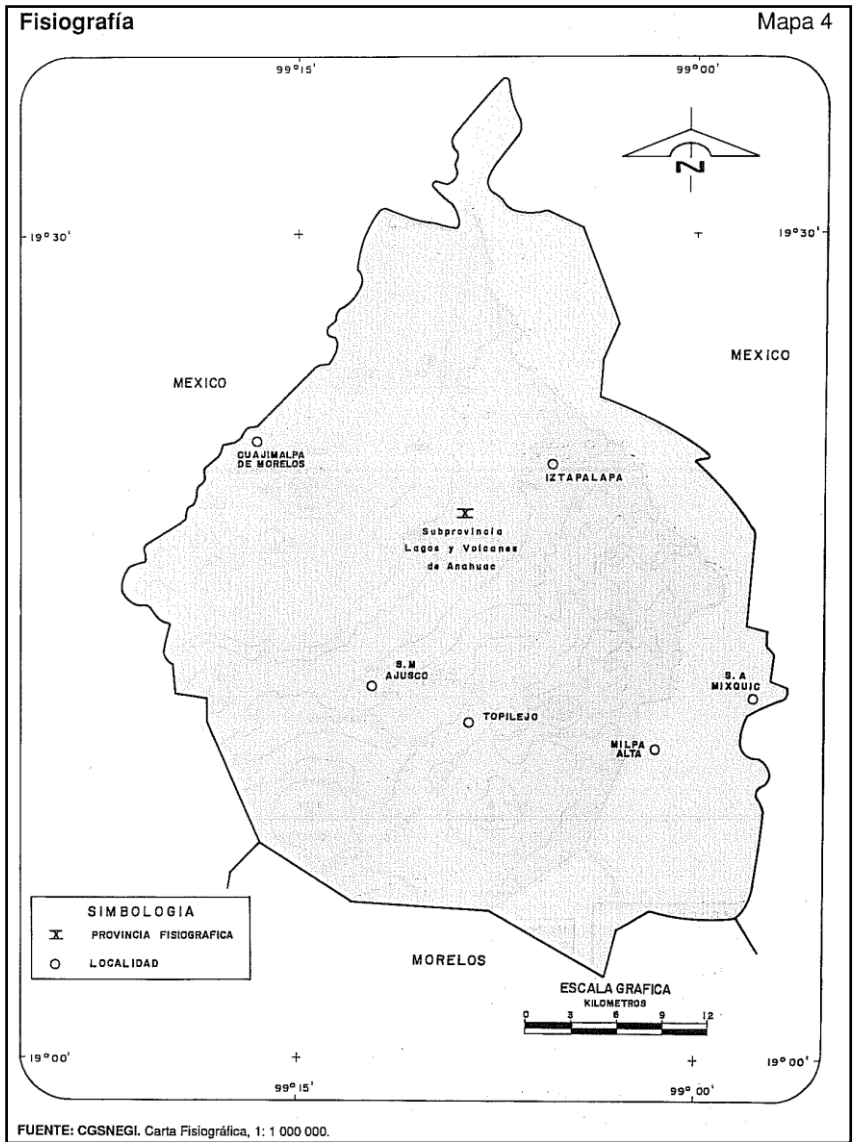 Fisiografía
Mapa 4
99° 15'
99° 00'
N
19° 30'
19° 30'
MEXICO
MEXICO
CUAJIMALPA
DE MORELOS
IZTAPALAPA
X
Subprovincia
Lagos y Volcanes
de Anahuac
S.M
AJUSCO
S. A
MIXQUIC
TOPILEJO
MILPA
ALTA
SIMBOLOGIA
X PROVINCIA FISIOGRAFICA
LOCALIDAD
MORELOS
ESCALA GRAFICA
KILOMETROS
0 3 6 9 12
19° 00'
19° 00'
99° 15'
99° 00'
FUENTE: CGSNEGI. Carta Fisiográfica, 1: 1 000 000.